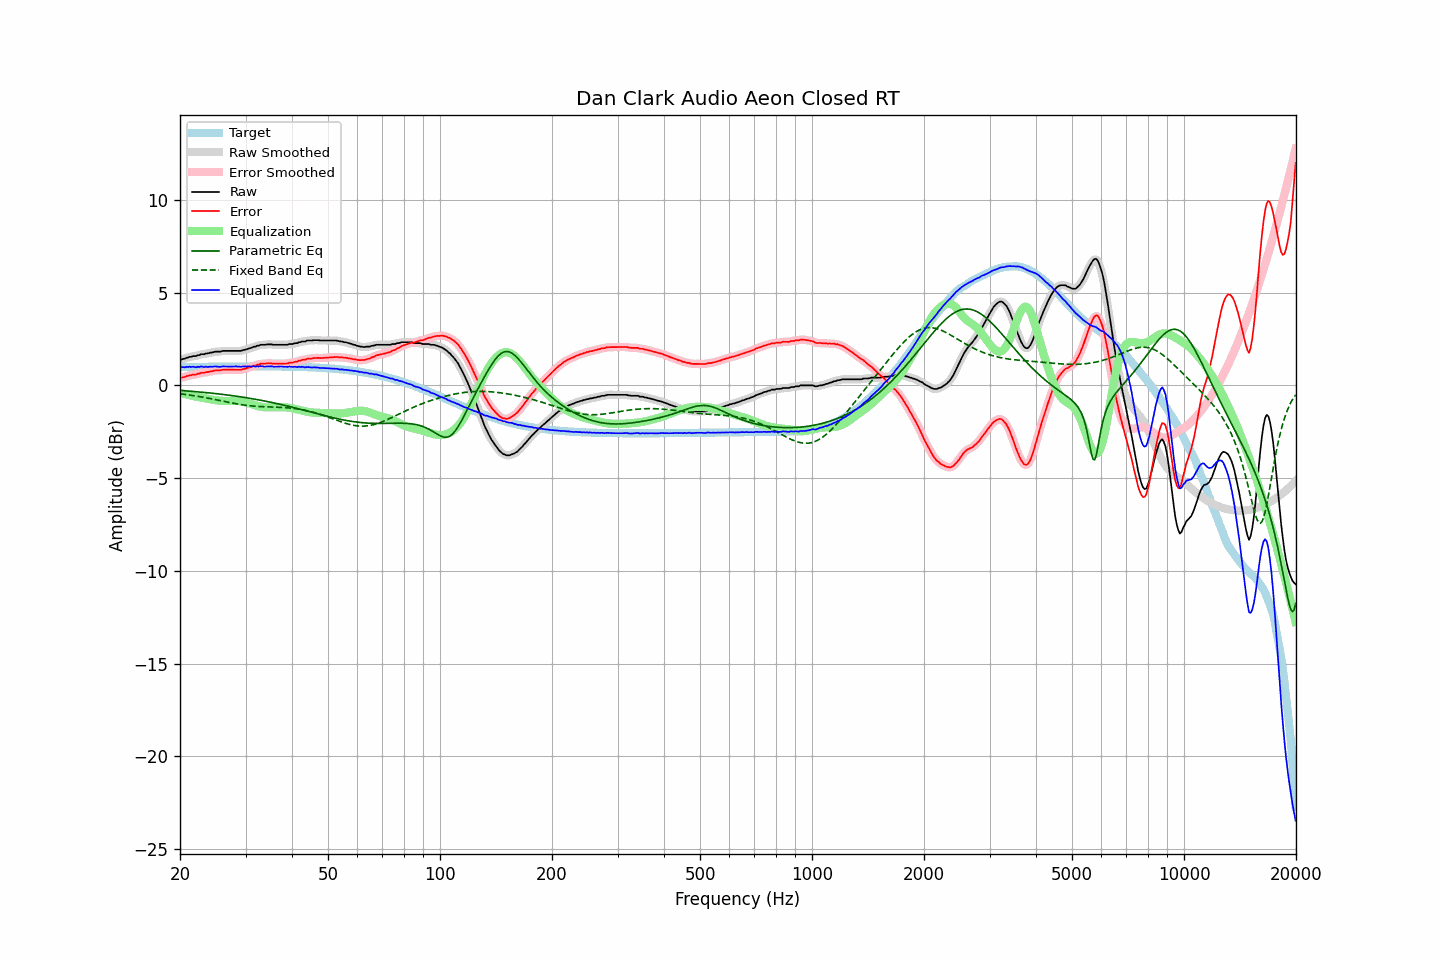 Dan Clark Audio Aeon Closed RT
Target
Raw Smoothed
Error Smoothed
Raw
Error
Equalization
Parametric Eq
Fixed Band Eq
Equalized
Amplitude (dBr)
10
5
0
−5
−10
−15
−20
−25
20 50 100 200 500 1000 2000 5000 10000 20000
Frequency (Hz)